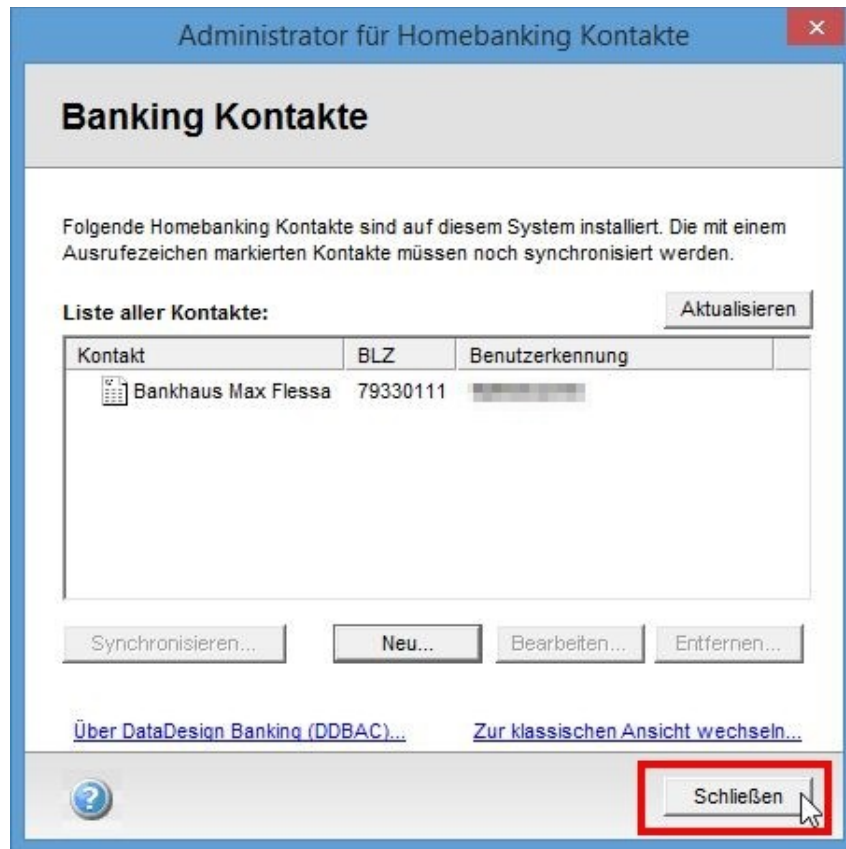 Administrator für Homebanking Kontakte
Banking Kontakte
Folgende Homebanking Kontakte sind auf diesem System installiert. Die mit einem
Ausrufezeichen markierten Kontakte müssen noch synchronisiert werden.
Liste aller Kontakte:
Aktualisieren
Kontakt BLZ Benutzerkennung
Bankhaus Max Flessa 79330111
Synchronisieren... Neu... Bearbeiten... Entfernen...
Über DataDesign Banking (DDBAC)... Zur klassischen Ansicht wechseln...
Schließen